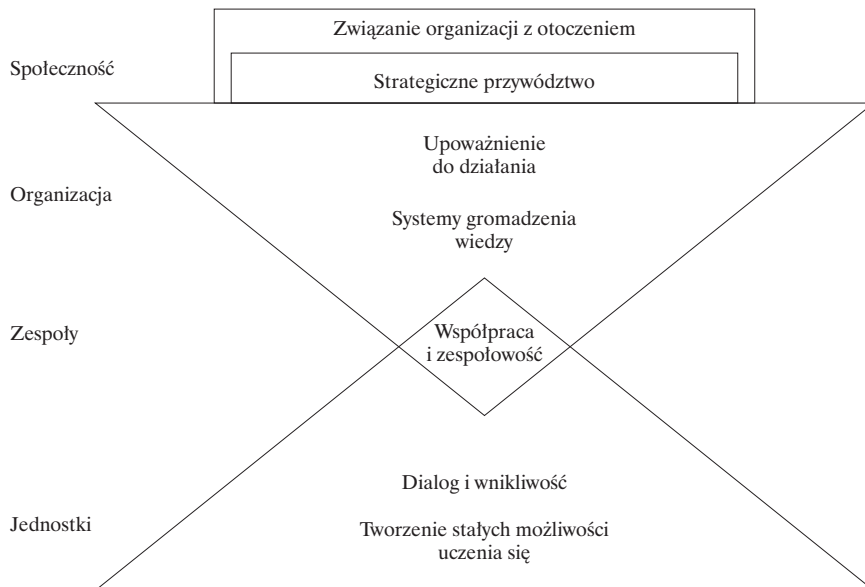 Związanie organizacji z otoczeniem
Społeczność
Strategiczne przywództwo
Upoważnienie
do działania
Organizacja
Systemy gromadzenia
wiedzy
Zespoły
Współpraca
i zespołowość
Dialog i wnikliwość
Jednostki
Tworzenie stałych możliwości
uczenia się